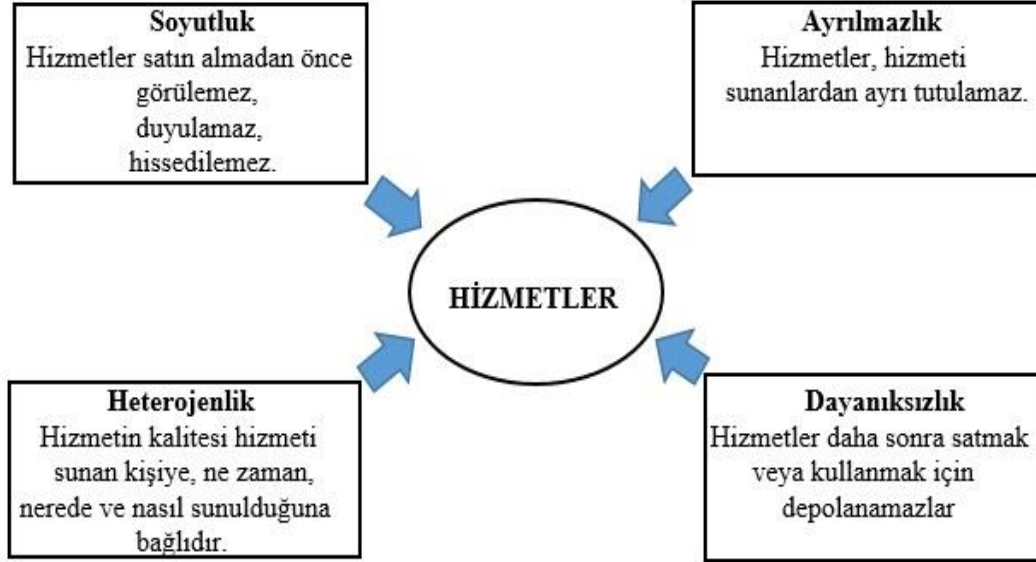 Soyutluk
Hizmetler satın almadan önce
görülemez,
duyulamaz,
hissedilemez.
Ayrılmazlık
Hizmetler, hizmeti
sunanlardan ayrı tutulamaz.
HİZMETLER
Heterojenlik
Hizmetin kalitesi hizmeti
sunan kişiye, ne zaman,
nerede ve nasıl sunulduğuna
bağlıdır.
Dayanıksızlık
Hizmetler daha sonra satmak
veya kullanmak için
depolanamazlar